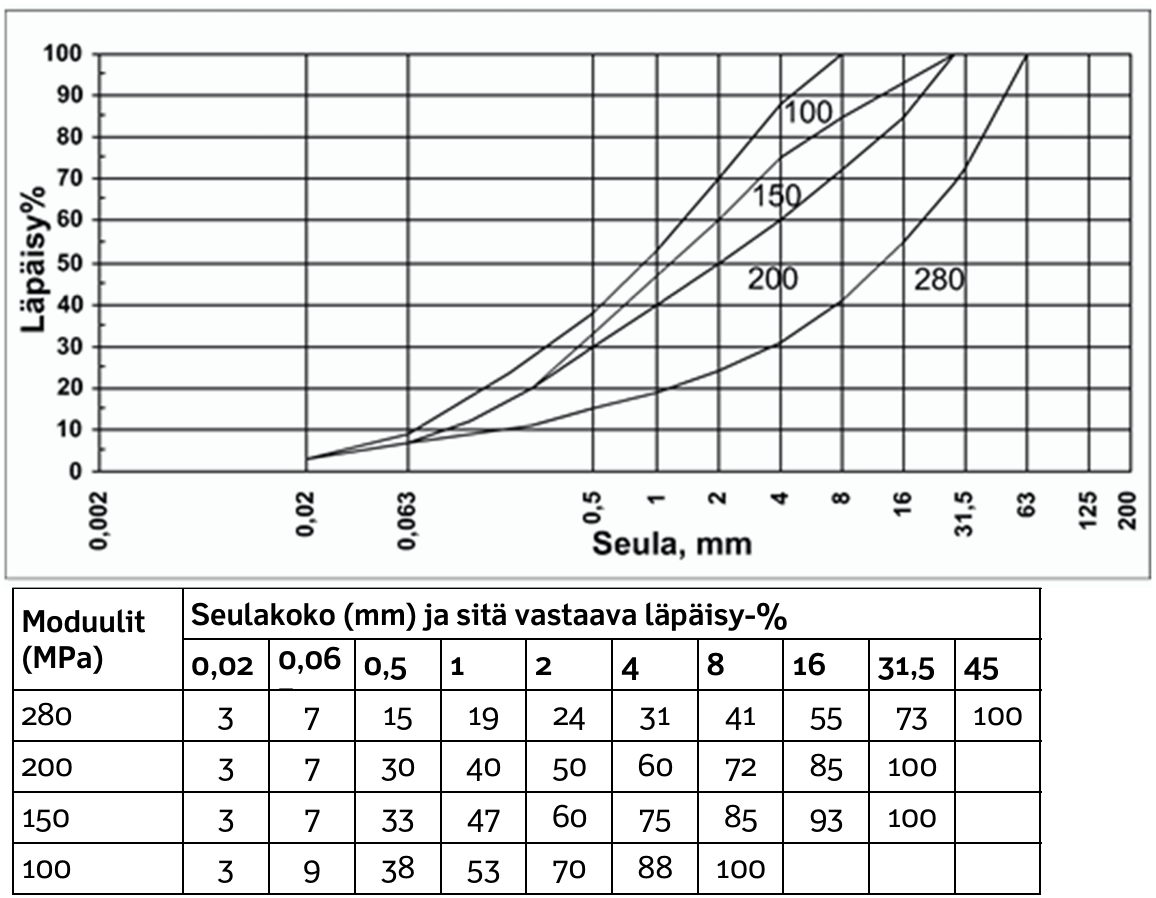 100
90
80
70
60
50
40
30
20
10
0
Läpäisy%
100
150
200
280
0,002 0,02 0,063 0,5 1 2 4 8 16 31,5 63 125 200
Seula, mm
Moduulit (MPa) Seulakoko (mm) ja sitä vastaava läpäisy-%
0,02 0,06 0,5 1 2 4 8 16 31,5 45
280 3 7 15 19 24 31 41 55 73 100
200 3 7 30 40 50 60 72 85 100
150 3 7 33 47 60 75 85 93 100
100 3 9 38 53 70 88 100